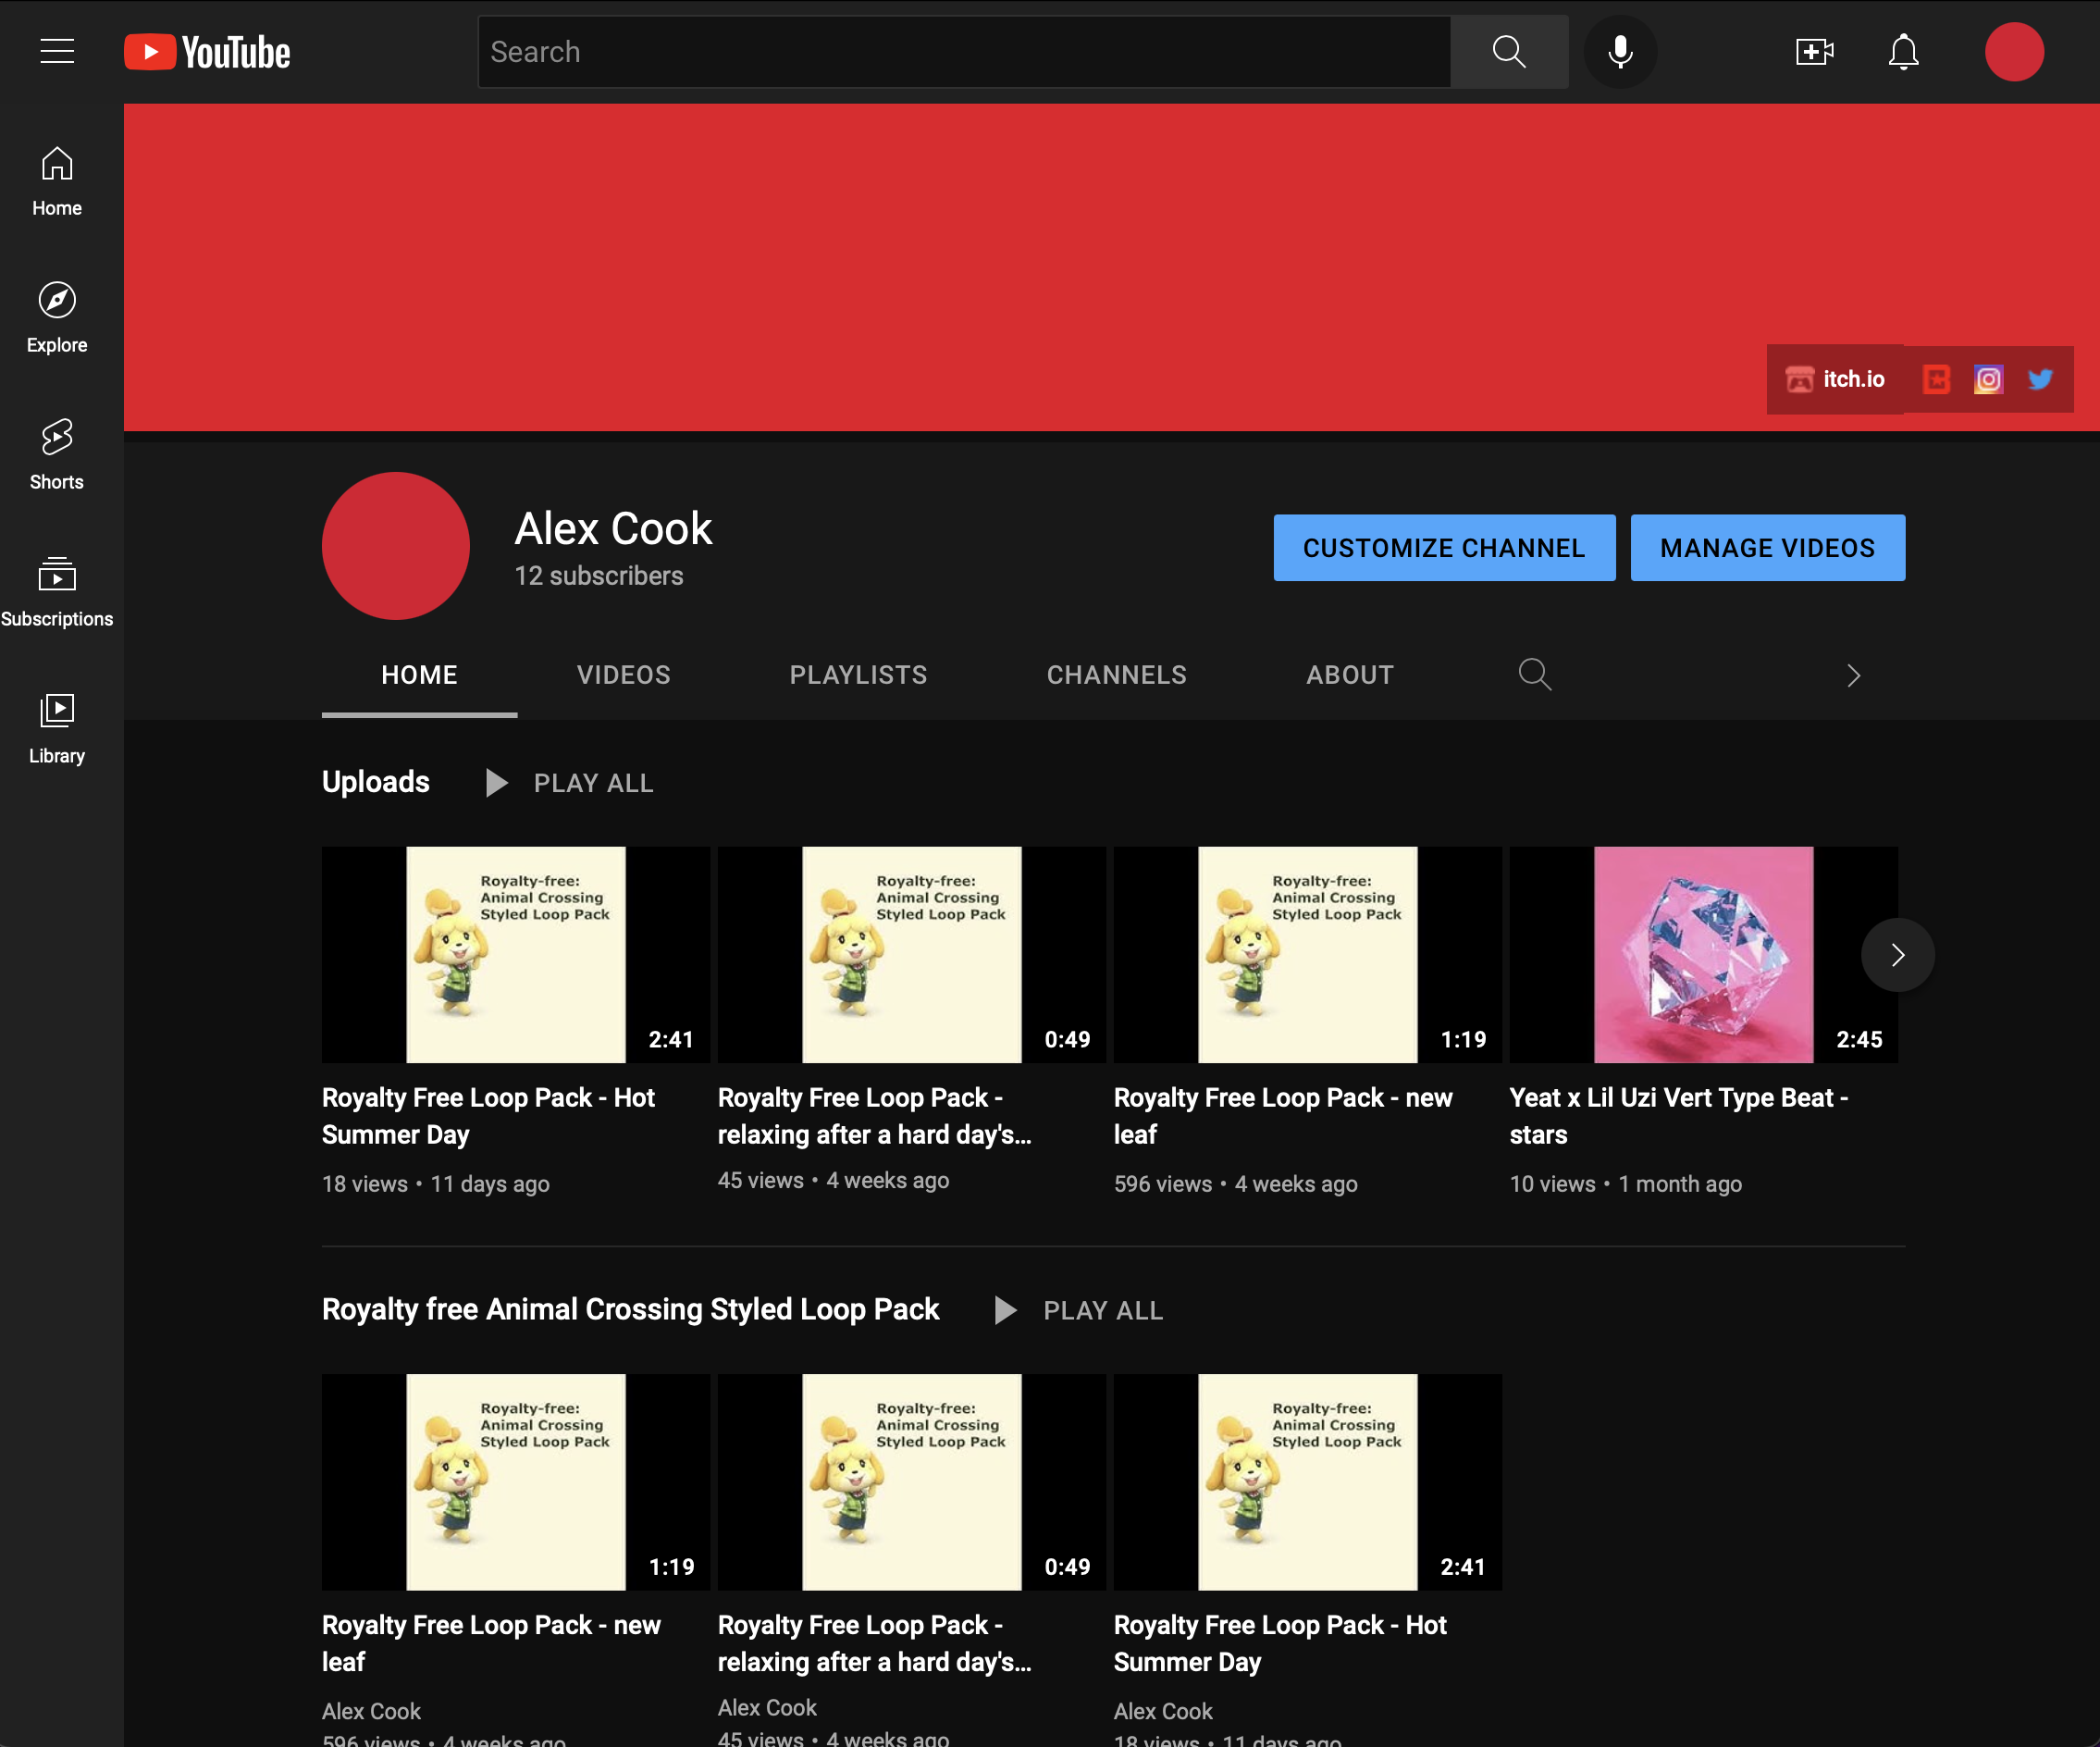 YouTube
Search
Home
Explore
Shorts
Subscriptions
Library
itch.io
Alex Cook
12 subscribers
CUSTOMIZE CHANNEL
MANAGE VIDEOS
HOME
VIDEOS
PLAYLISTS
CHANNELS
ABOUT
Uploads
PLAY ALL
Royalty-free:
Animal Crossing
Styled Loop Pack
2:41
Royalty Free Loop Pack - Hot
Summer Day
18 views • 11 days ago
Royalty-free:
Animal Crossing
Styled Loop Pack
0:49
Royalty Free Loop Pack -
relaxing after a hard day's...
45 views • 4 weeks ago
Royalty-free:
Animal Crossing
Styled Loop Pack
1:19
Royalty Free Loop Pack - new
leaf
596 views • 4 weeks ago
2:45
Yeat x Lil Uzi Vert Type Beat -
stars
10 views • 1 month ago
Royalty free Animal Crossing Styled Loop Pack
PLAY ALL
Royalty-free:
Animal Crossing
Styled Loop Pack
1:19
Royalty Free Loop Pack - new
leaf
Alex Cook
596 views • 4 weeks ago
Royalty-free:
Animal Crossing
Styled Loop Pack
0:49
Royalty Free Loop Pack -
relaxing after a hard day's...
Alex Cook
45 views • 4 weeks ago
Royalty-free:
Animal Crossing
Styled Loop Pack
2:41
Royalty Free Loop Pack - Hot
Summer Day
Alex Cook
18 views • 11 days ago